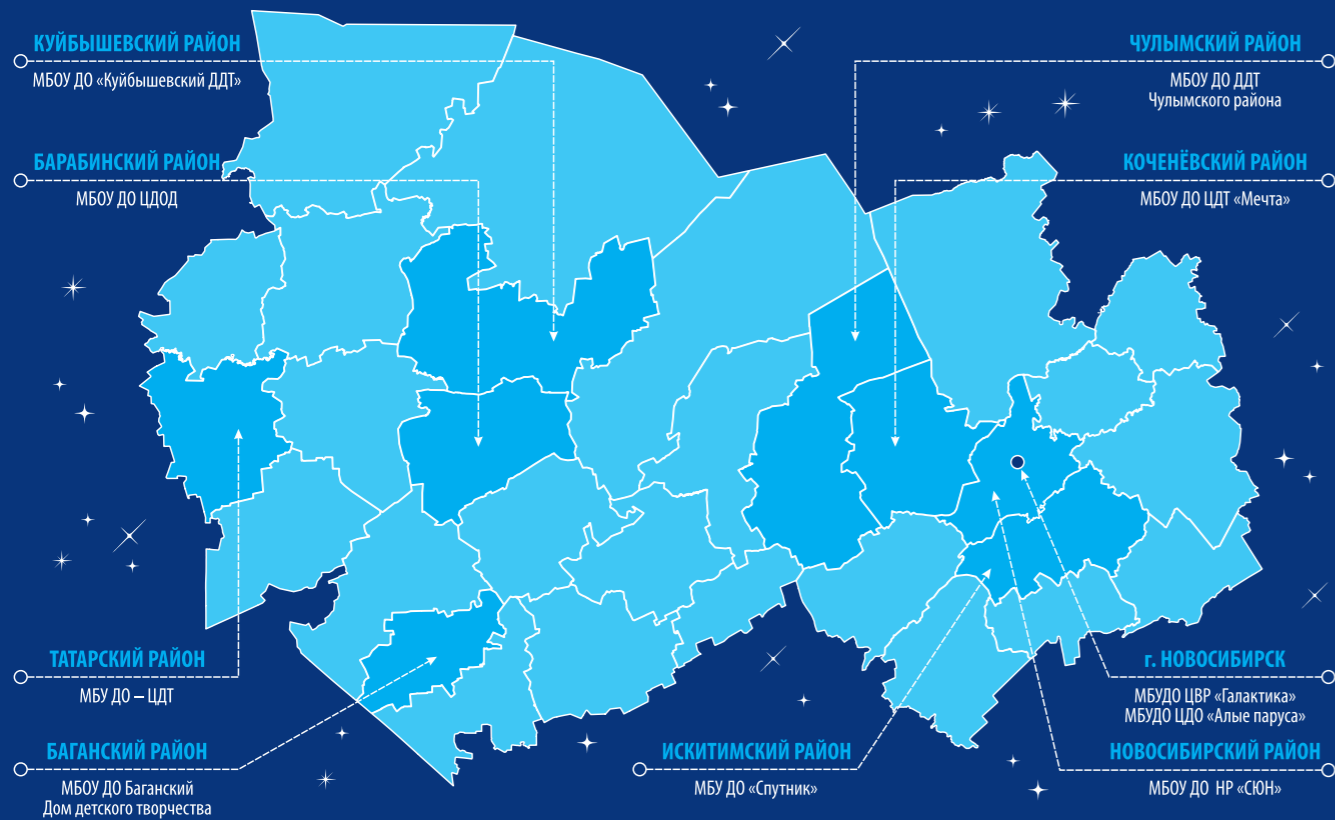 КУЙБЫШЕВСКИЙ РАЙОН
МБОУ ДО «Куйбышевский ДДТ»
БАРАБИНСКИЙ РАЙОН
МБОУ ДО ЦДОД
ЧУЛЫМСКИЙ РАЙОН
МБОУ ДО ДДТ
Чулымского района
КОЧЕНЁВСКИЙ РАЙОН
МБОУ ДО ЦДТ «Мечта»
ТАТАРСКИЙ РАЙОН
МБУ ДО – ЦДТ
БАГАНСКИЙ РАЙОН
МБОУ ДО Баганский
Дом детского творчества
ИСКИТИМСКИЙ РАЙОН
МБУ ДО «Спутник»
г. НОВОСИБИРСК
МБУДО ЦВР «Галактика»
МБУДО ЦДО «Алые паруса»
НОВОСИБИРСКИЙ РАЙОН
МБОУ ДО НР «СЮН»